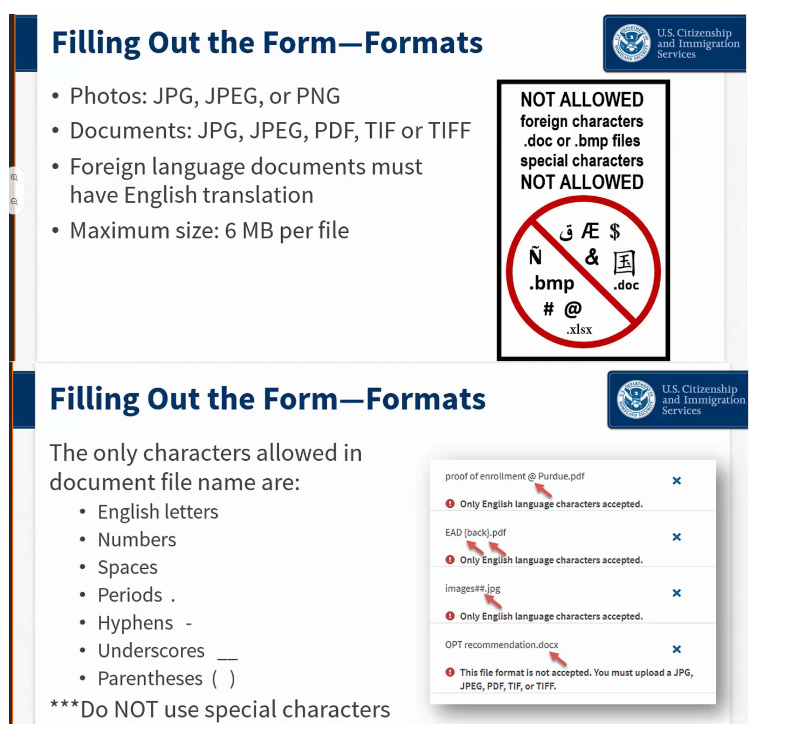 Filling Out the Form—Formats
U.S. Citizenship
and Immigration
Services
• Photos: JPG, JPEG, or PNG
• Documents: JPG, JPEG, PDF, TIF or TIFF
• Foreign language documents must
have English translation
• Maximum size: 6 MB per file
NOT ALLOWED
foreign characters
.doc or .bmp files
special characters
NOT ALLOWED
ق Æ $
Ñ & 国
.bmp .doc
# @
.xlsx
Filling Out the Form—Formats
U.S. Citizenship
and Immigration
Services
The only characters allowed in
document file name are:
• English letters
• Numbers
• Spaces
• Periods .
• Hyphens -
• Underscores __
• Parentheses ( )
***Do NOT use special characters
proof of enrollment @ Purdue.pdf
Only English language characters accepted.
EAD {back}.pdf
Only English language characters accepted.
images##.jpg
Only English language characters accepted.
OPT recommendation.docx
This file format is not accepted. You must upload a JPG,
JPEG, PDF, TIF, or TIFF.